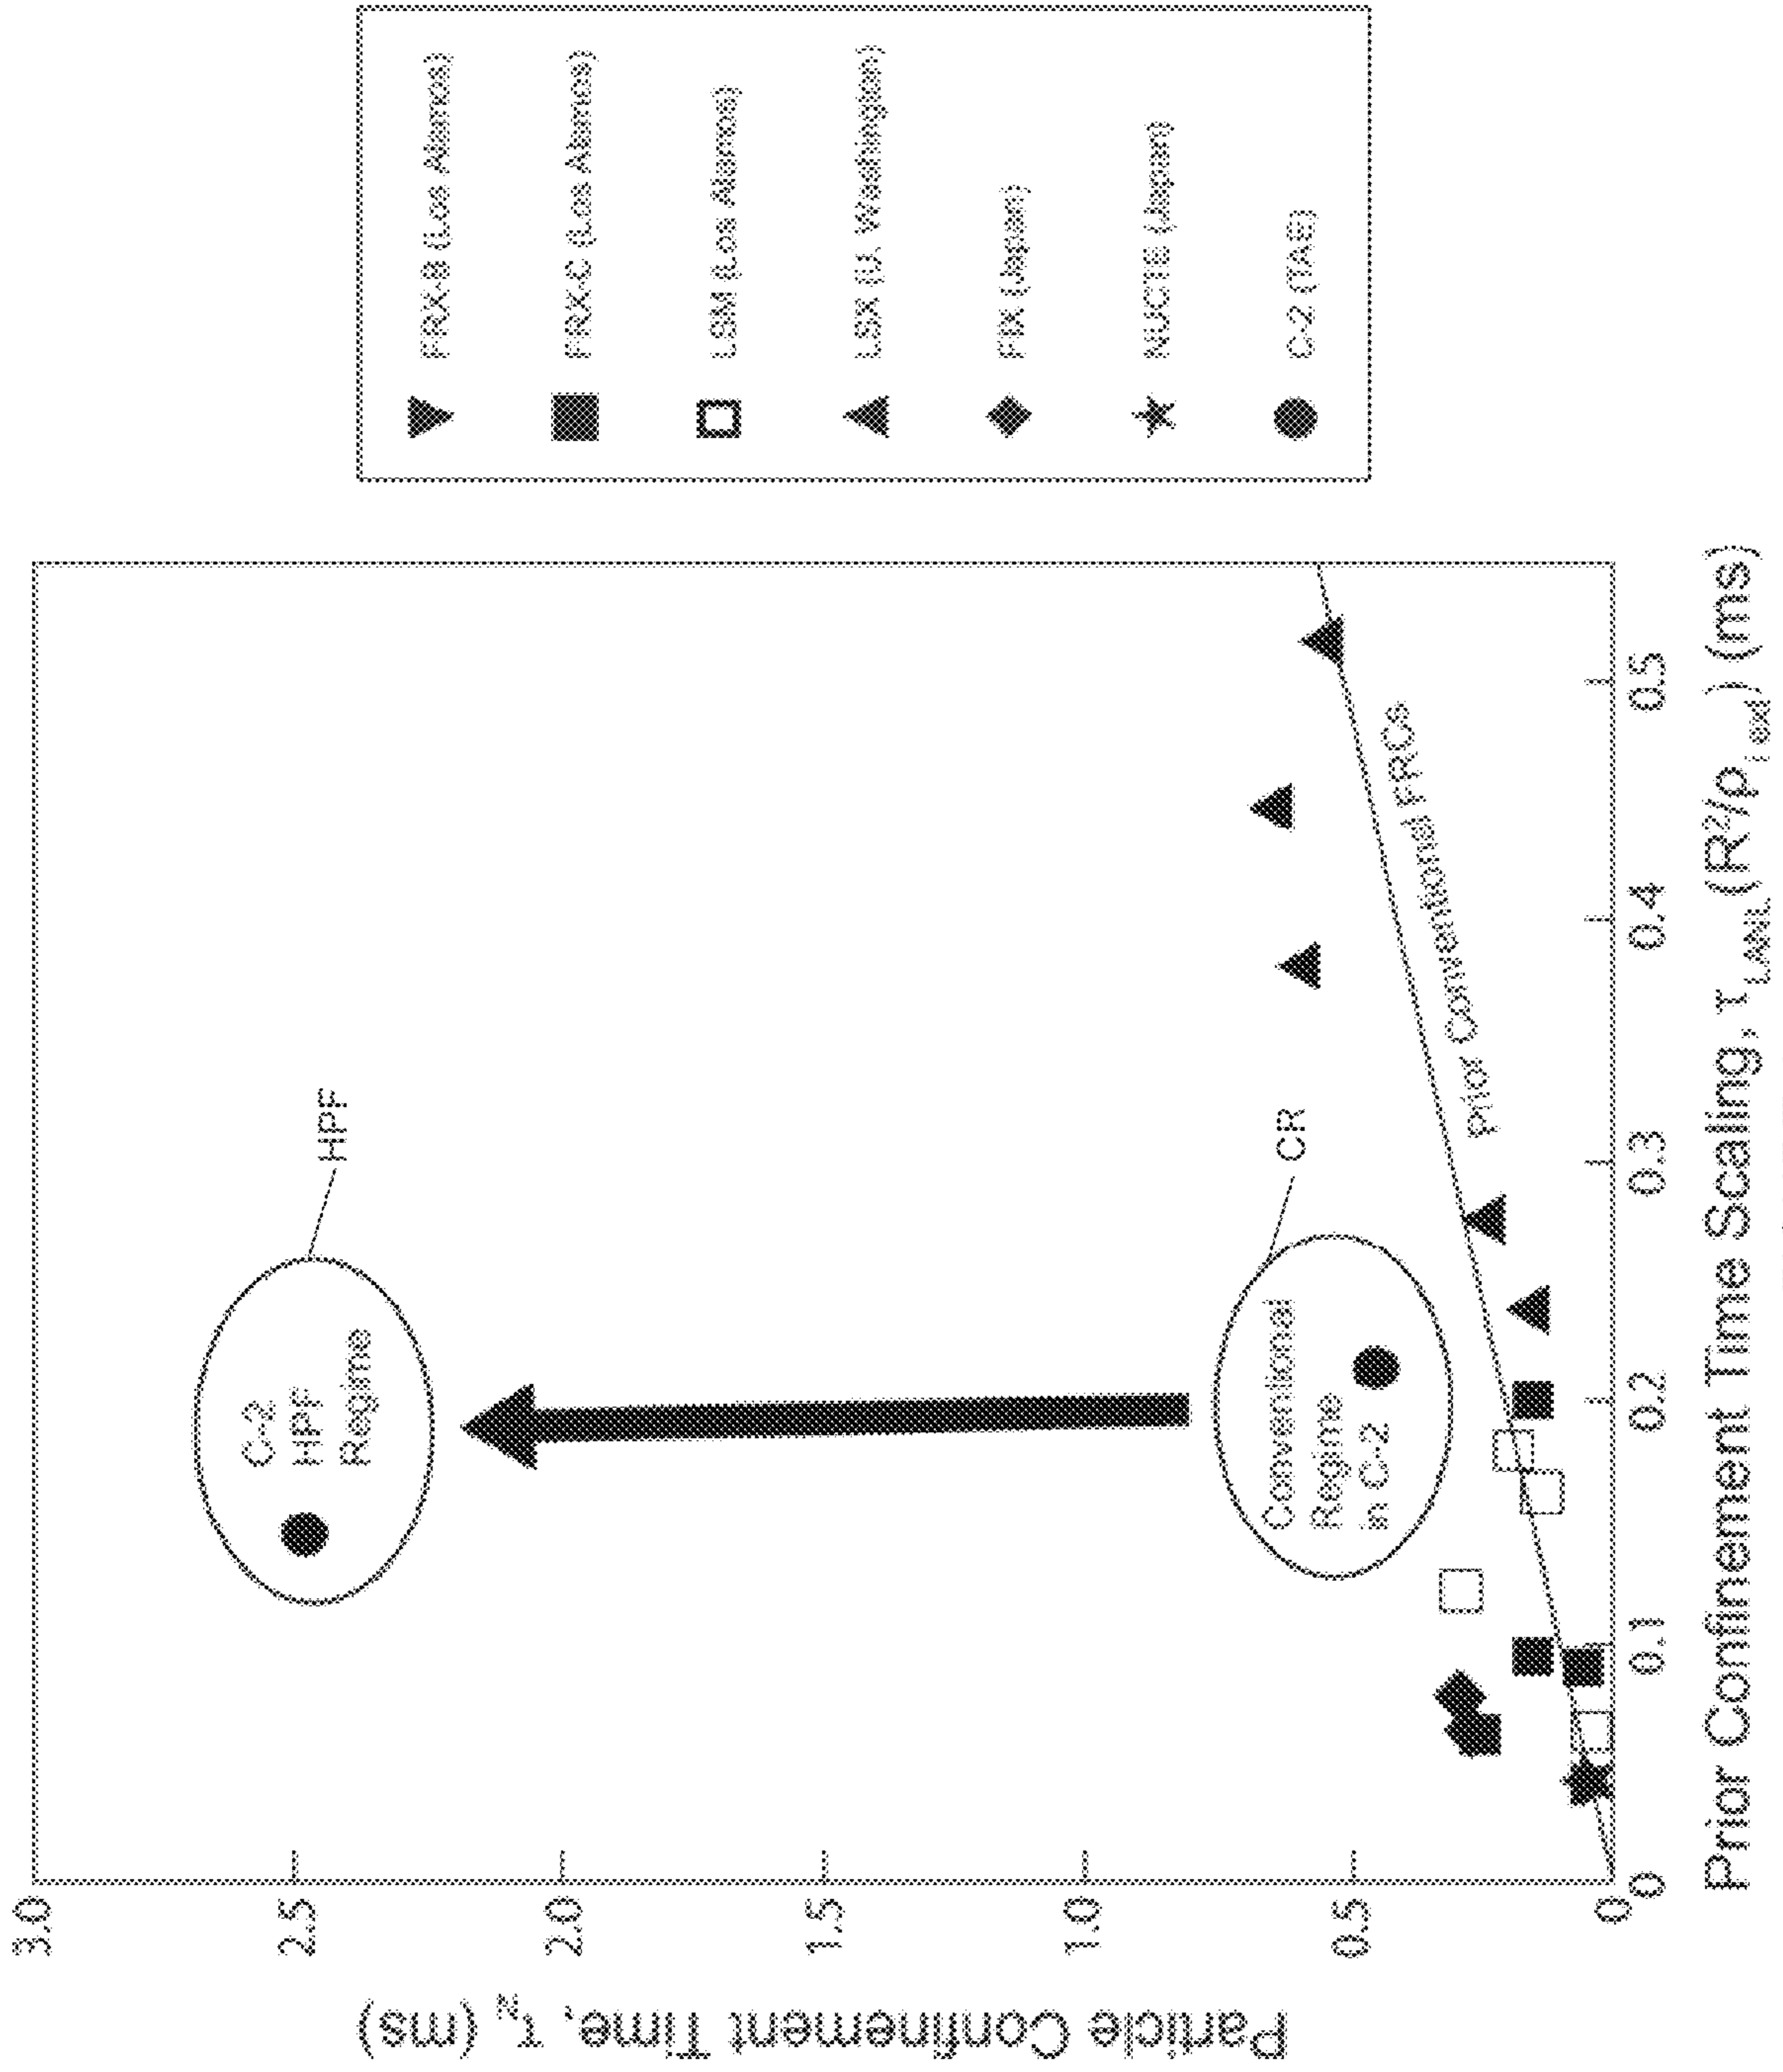 Particle Confinement Time, τN (ms)
3.0
2.5
2.0
1.5
1.0
0.5
0
C-2
HPF
Regime
HPF
Conventional
Regime
in C-2
CR
Prior Conventional FRCs
0
0.1
0.2
0.3
0.4
0.5
Prior Confinement Time Scaling, τLANL (R²/ρi exd) (ms)
FRX-B (Los Alamos)
FRX-C (Los Alamos)
LSM (Los Alamos)
LSX (U. Washington)
FIX (Japan)
NUCTE (Japan)
C-2 (TAE)